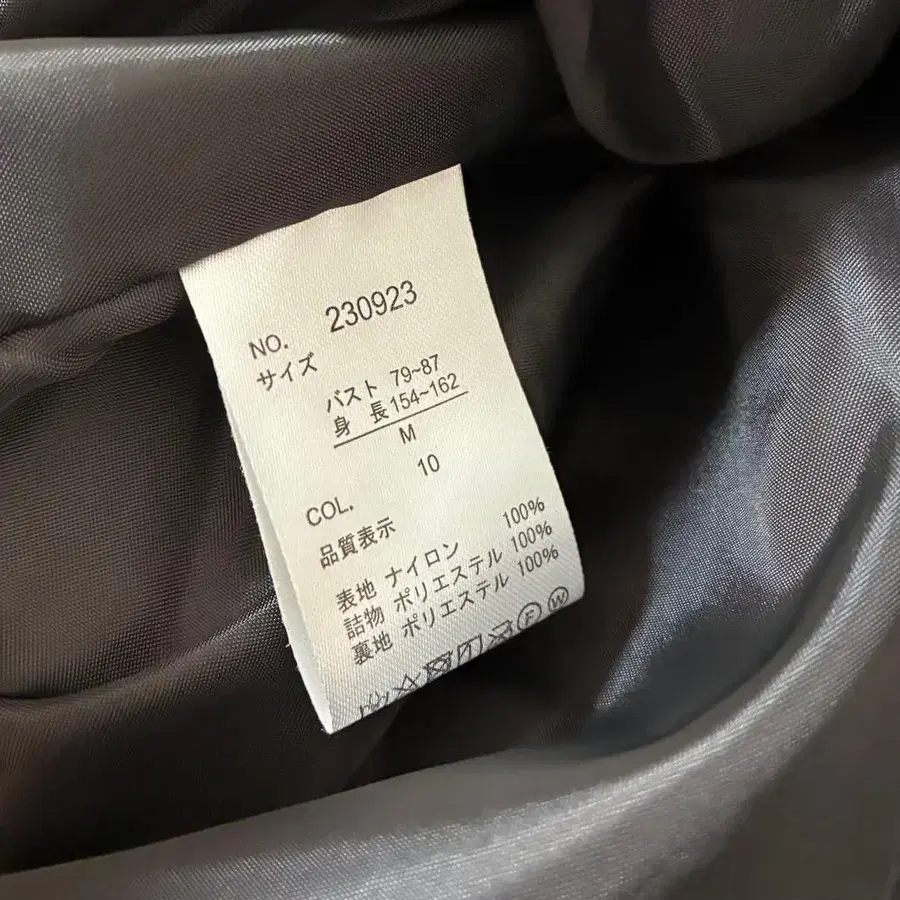 NO. 230923
サイズ
バスト 79~87
身 長 154~162
M
COL. 10
品質表示
表地 ナイロン 100%
詰物 ポリエステル 100%
裏地 ポリエステル 100%
F W